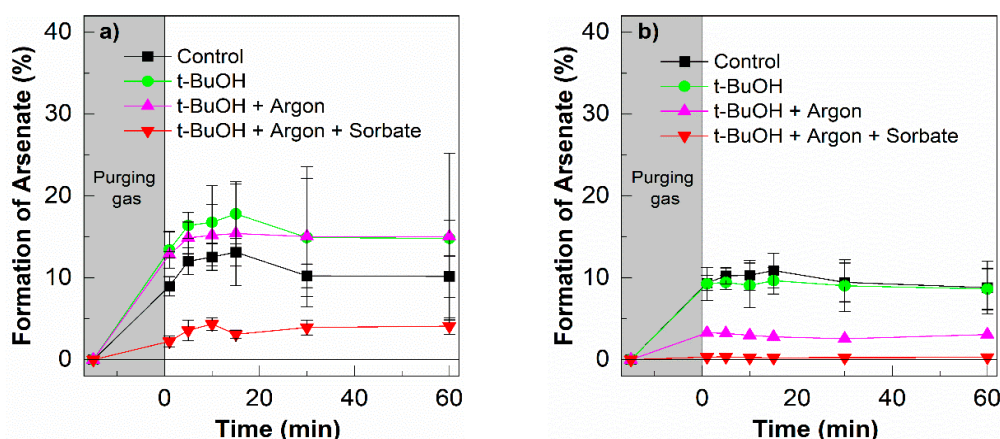 a)
Control
t-BuOH
t-BuOH + Argon
t-BuOH + Argon + Sorbate
Purging
gas
Formation of Arsenate (%)
40
30
20
10
0
0
20
40
60
Time (min)
b)
Control
t-BuOH
t-BuOH + Argon
t-BuOH + Argon + Sorbate
Purging
gas
Formation of Arsenate (%)
40
30
20
10
0
0
20
40
60
Time (min)